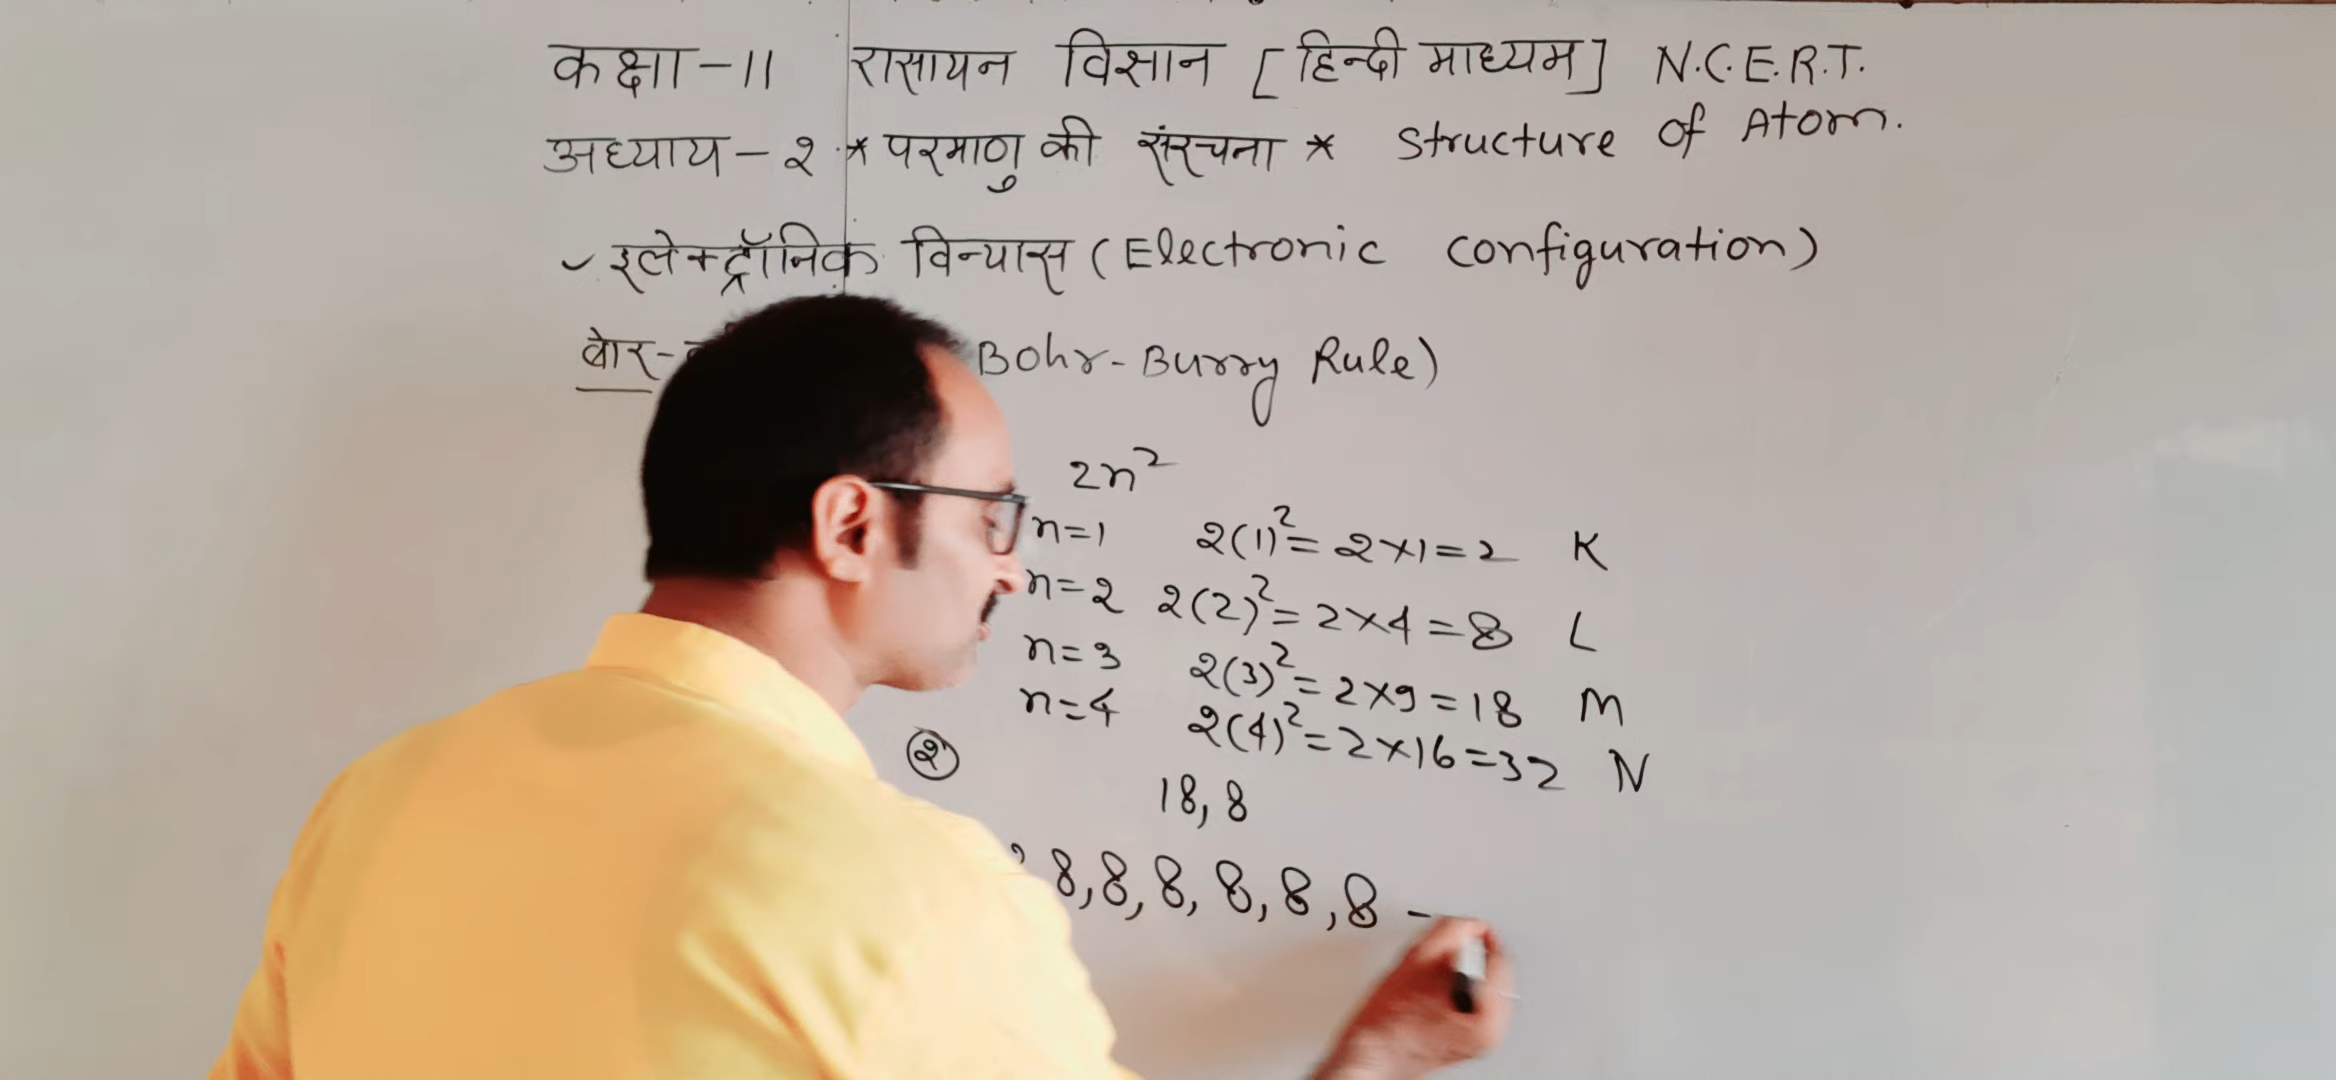 कक्षा-11 रासायन विज्ञान [हिन्दी माध्यम] N.C.E.R.T.
अध्याय-२ * परमाणु की संरचना * Structure of Atom.
✓ इलेक्ट्रॉनिक विन्यास (Electronic configuration)
बोर- Bohr-Burry Rule)
2n²
n=1 2(1)²=2×1=2 K
n=2 2(2)²=2×4=8 L
n=3 2(3)²=2×9=18 M
n=4 2(4)²=2×16=32 N
②
18,8
8,8,8,8,8,8 -